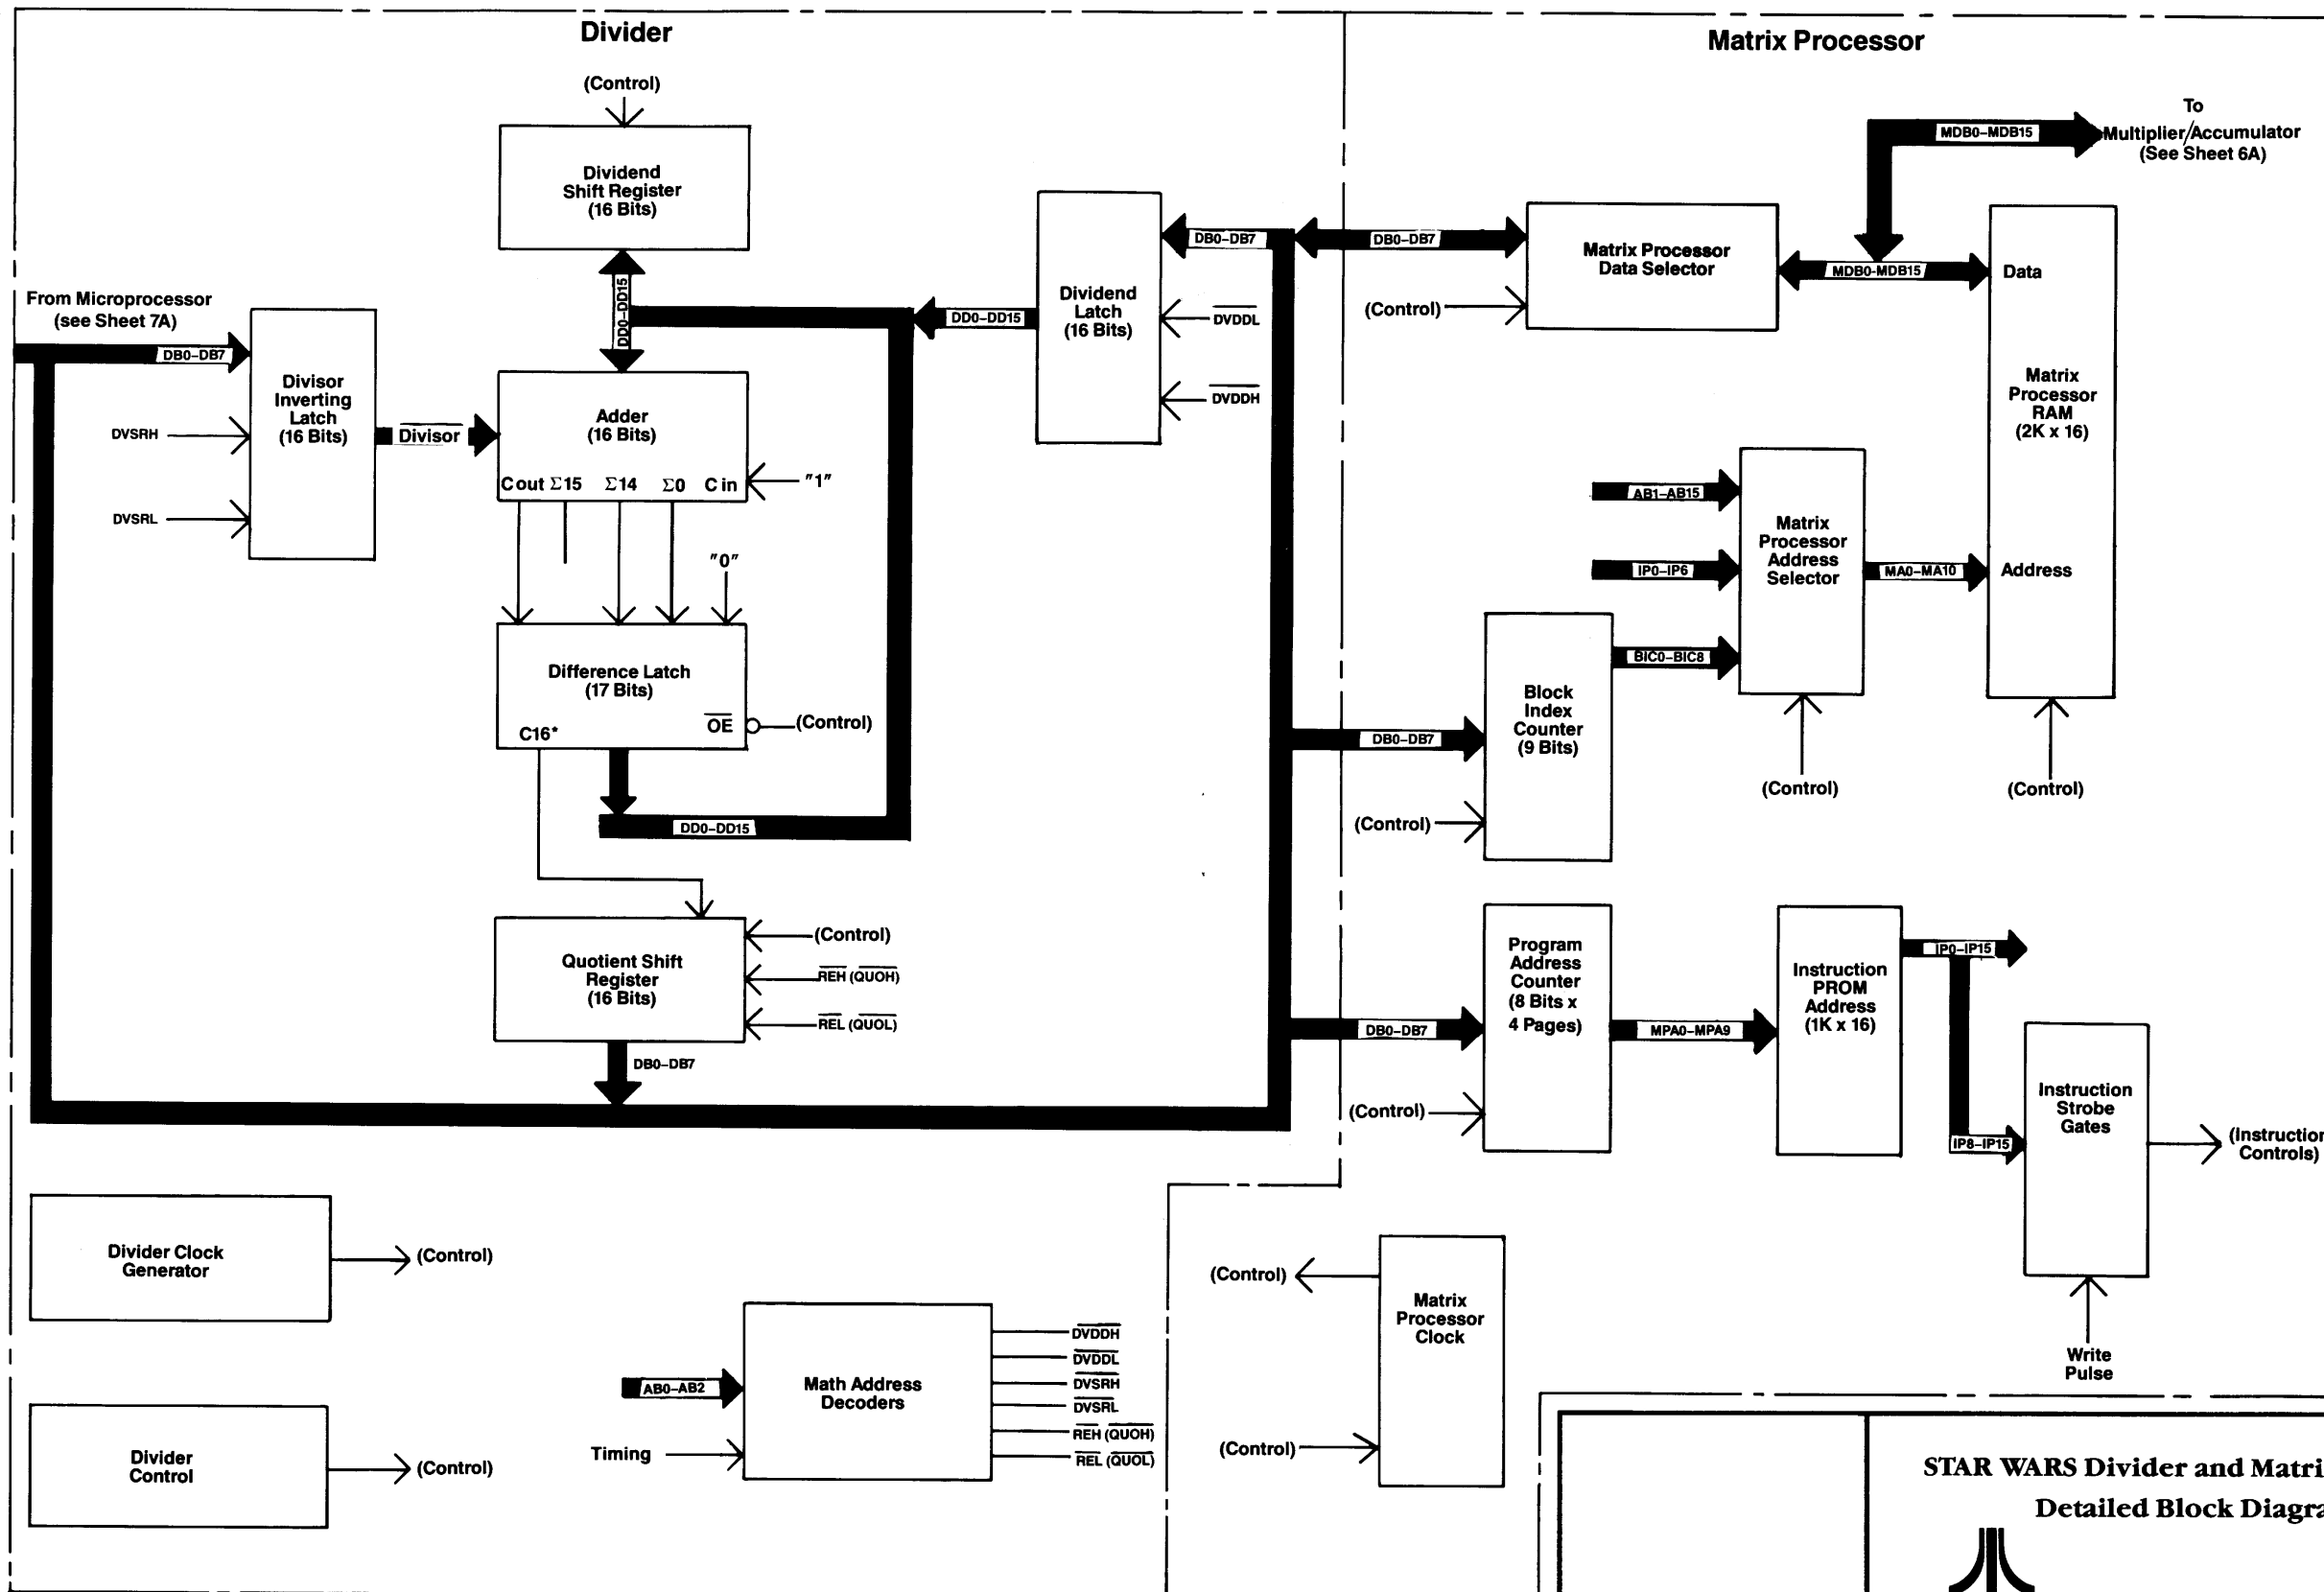 Divider
Matrix Processor
(Control)
Dividend
Shift Register
(16 Bits)
DD0–DD15
From Microprocessor
(see Sheet 7A)
DB0–DB7
DVSRH
DVSRL
Divisor
Inverting
Latch
(16 Bits)
Divisor
Adder
(16 Bits)
C out Σ15 Σ14 Σ0 C in
"1"
"0"
Difference Latch
(17 Bits)
C16*
OE
(Control)
DD0–DD15
Quotient Shift
Register
(16 Bits)
(Control)
REH (QUOH)
REL (QUOL)
DB0–DB7
DD0–DD15
Dividend
Latch
(16 Bits)
DB0–DB7
DVDDL
DVDDH
Divider Clock
Generator
(Control)
Divider
Control
(Control)
AB0–AB2
Timing
Math Address
Decoders
DVDDH
DVDDL
DVSRH
DVSRL
REH (QUOH)
REL (QUOL)
To
Multiplier/Accumulator
(See Sheet 6A)
MDB0–MDB15
DB0–DB7
(Control)
Matrix Processor
Data Selector
MDB0-MDB15
Data
Matrix
Processor
RAM
(2K x 16)
Address
(Control)
AB1–AB15
IP0–IP6
BIC0–BIC8
Matrix
Processor
Address
Selector
MA0–MA10
(Control)
DB0–DB7
(Control)
Block
Index
Counter
(9 Bits)
DB0–DB7
(Control)
Program
Address
Counter
(8 Bits x
4 Pages)
MPA0–MPA9
Instruction
PROM
Address
(1K x 16)
IP0–IP15
IP8–IP15
Instruction
Strobe
Gates
(Instruction
Controls)
Write
Pulse
(Control)
(Control)
Matrix
Processor
Clock
STAR WARS Divider and Matri
Detailed Block Diagra